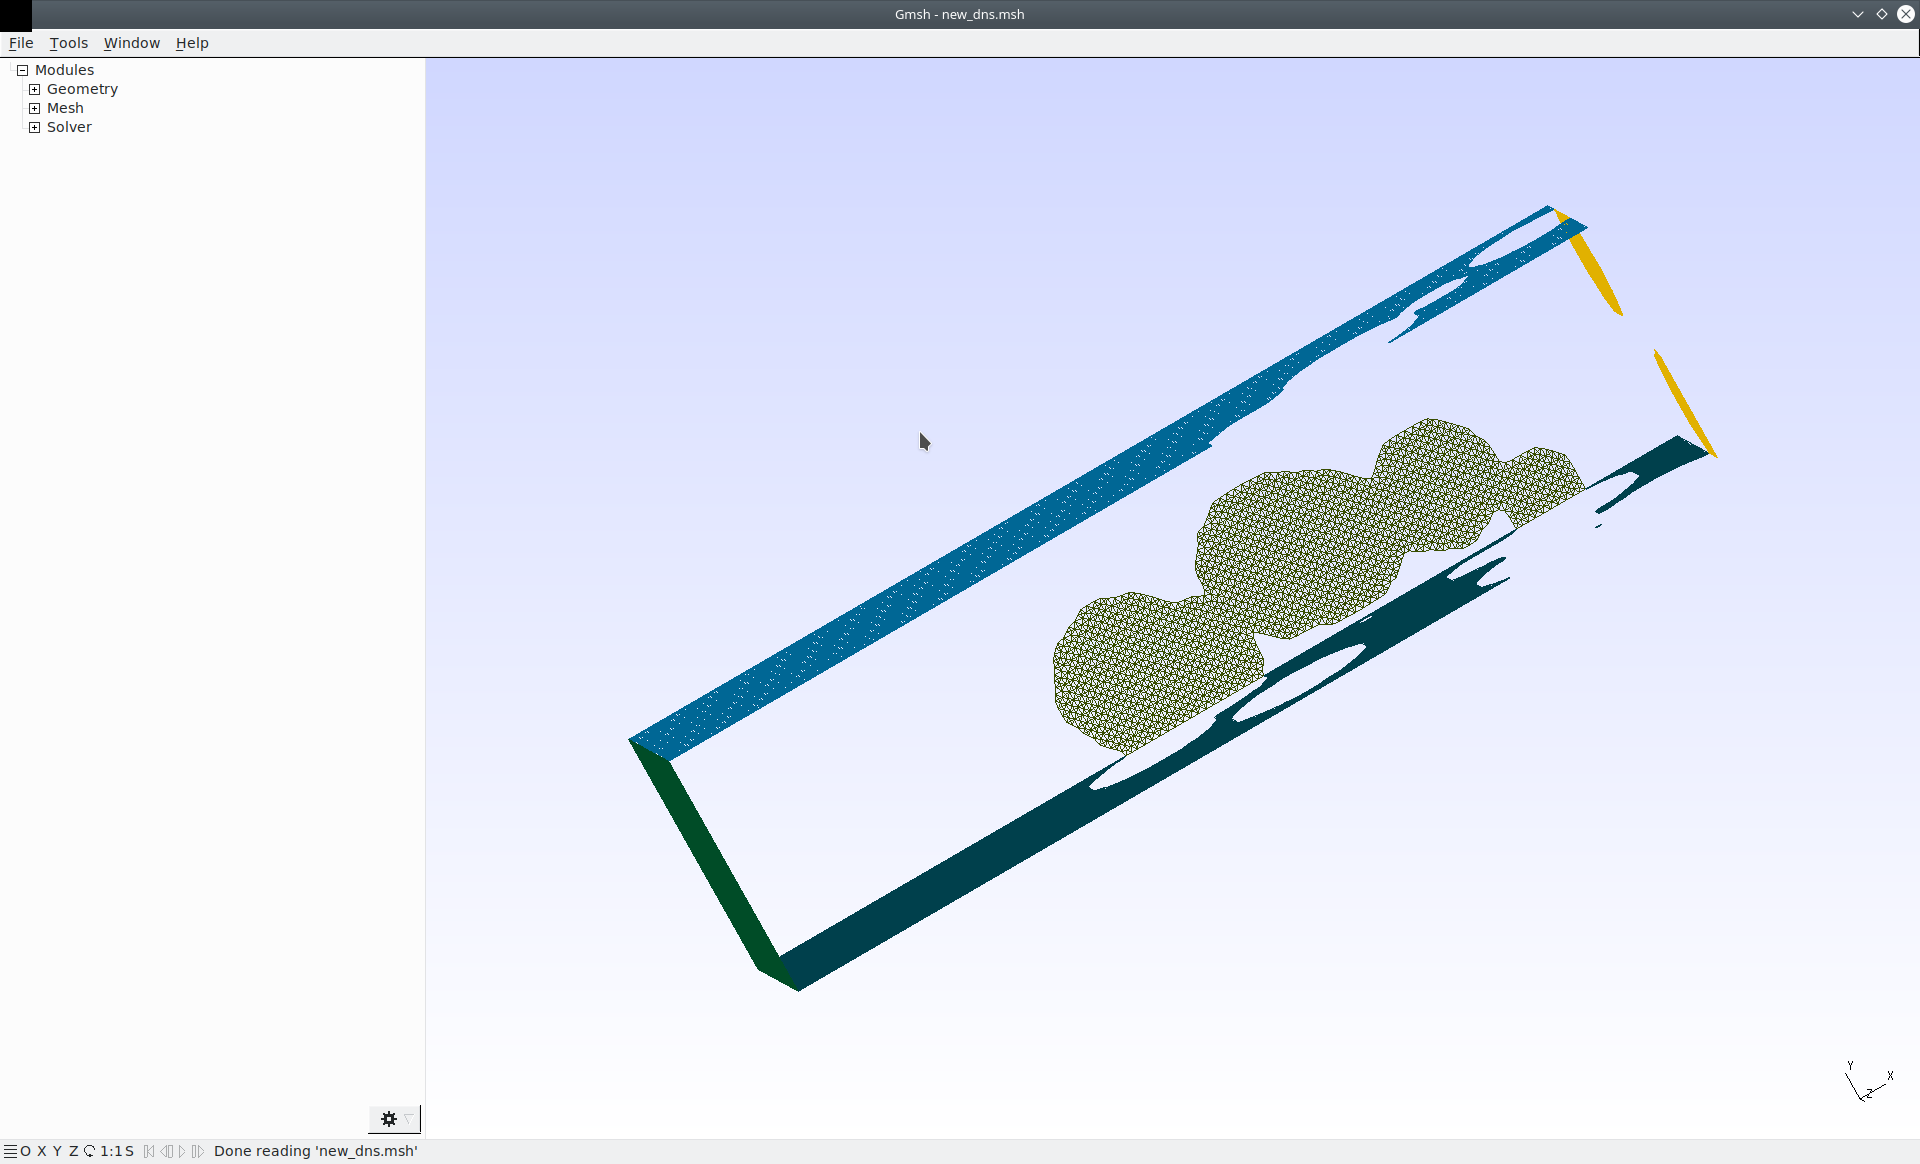 Gmsh - new_dns.msh
File Tools Window Help
Modules
Geometry
Mesh
Solver
Y
X
Z
O X Y Z 1:1 S Done reading 'new_dns.msh'